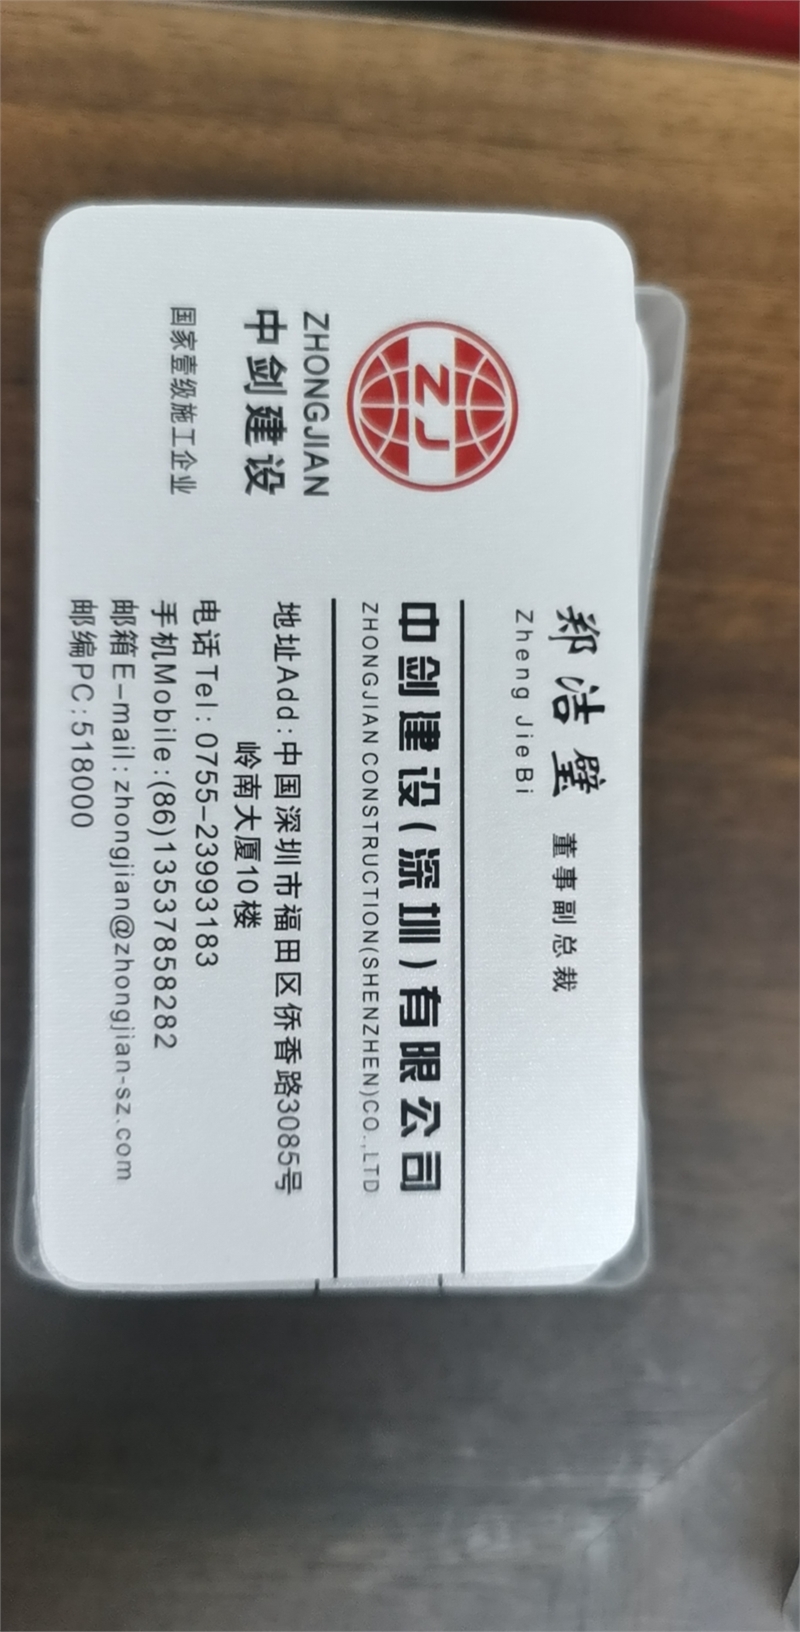 ZJ
ZHONGJIAN
中剑建设
国家壹级施工企业
郑洁璧 董事副总裁
Zheng JieBi
中剑建设(深圳)有限公司
ZHONGJIAN CONSTRUCTION(SHENZHEN)CO.,LTD
地址Add:中国深圳市福田区侨香路3085号
岭南大厦10楼
电话Tel:0755-23993183
手机Mobile:(86)13537858282
邮箱E-mail:zhongjian@zhongjian-sz.com
邮编PC:518000